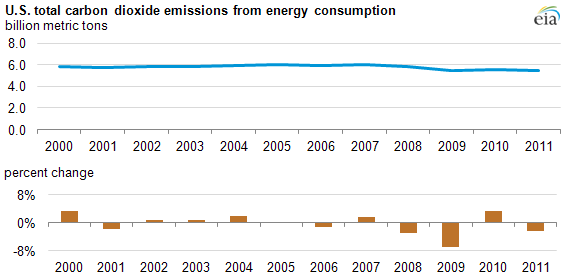 U.S. total carbon dioxide emissions from energy consumption
billion metric tons
eia
8.0
6.0
4.0
2.0
0.0
2000 2001 2002 2003 2004 2005 2006 2007 2008 2009 2010 2011
percent change
8%
0%
-8%
2000 2001 2002 2003 2004 2005 2006 2007 2008 2009 2010 2011